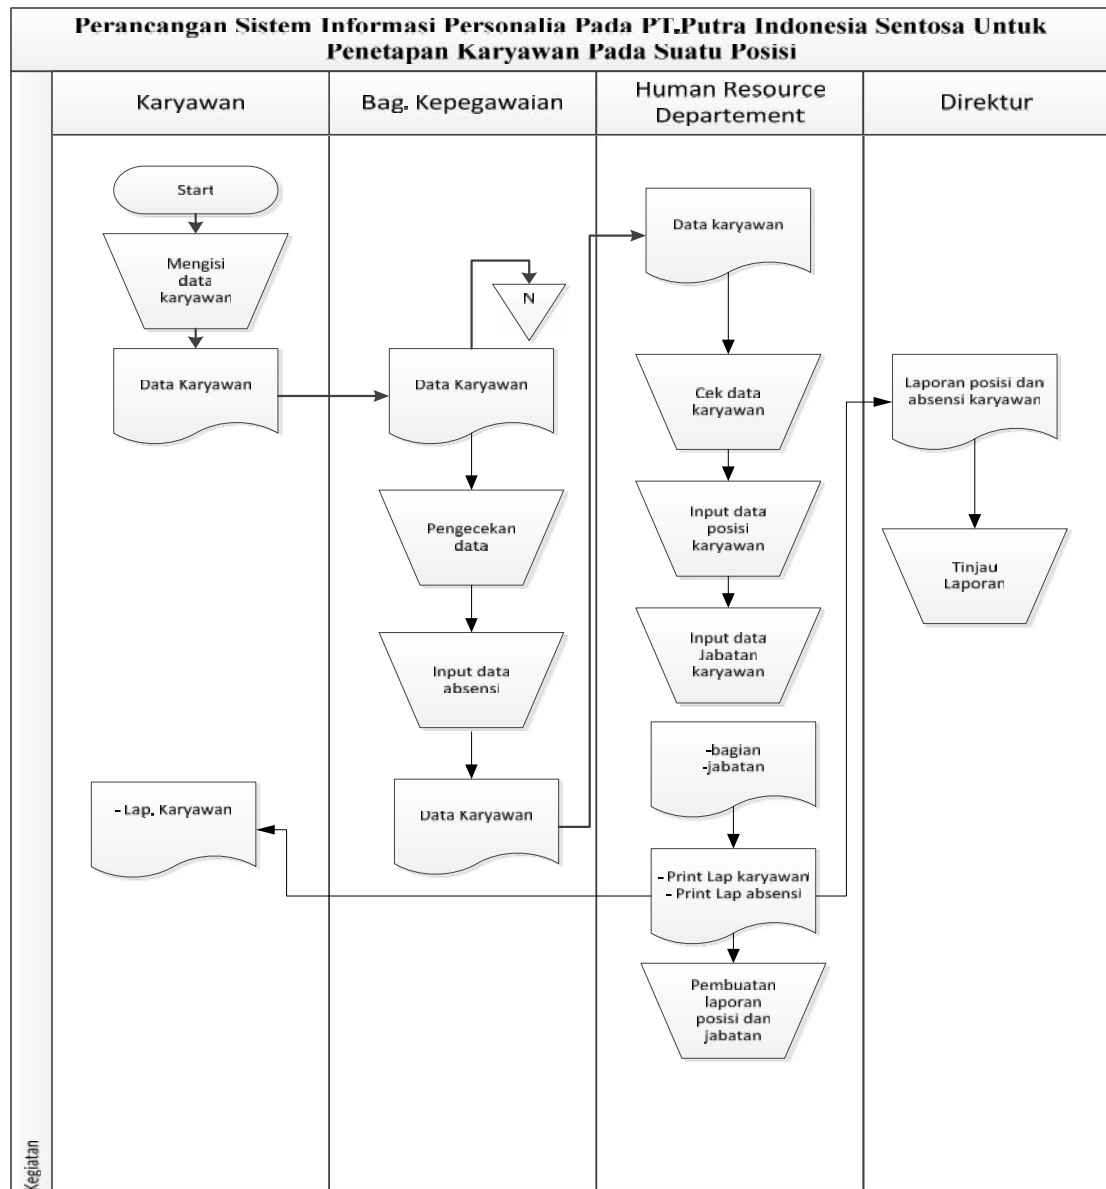 Perancangan Sistem Informasi Personalia Pada PT.Putra Indonesia Sentosa Untuk
Penetapan Karyawan Pada Suatu Posisi
Karyawan
Bag. Kepegawaian
Human Resource
Departement
Direktur
Start
Mengisi
data
karyawan
Data Karyawan
N
Data Karyawan
Pengecekan
data
Input data
absensi
Data Karyawan
Data karyawan
Cek data
karyawan
Input data
posisi
karyawan
Input data
Jabatan
karyawan
-bagian
-jabatan
- Print Lap karyawan
- Print Lap absensi
Pembuatan
laporan
posisi dan
jabatan
Laporan posisi dan
absensi karyawan
Tinjau
Laporan
- Lap. Karyawan
Kegiatan